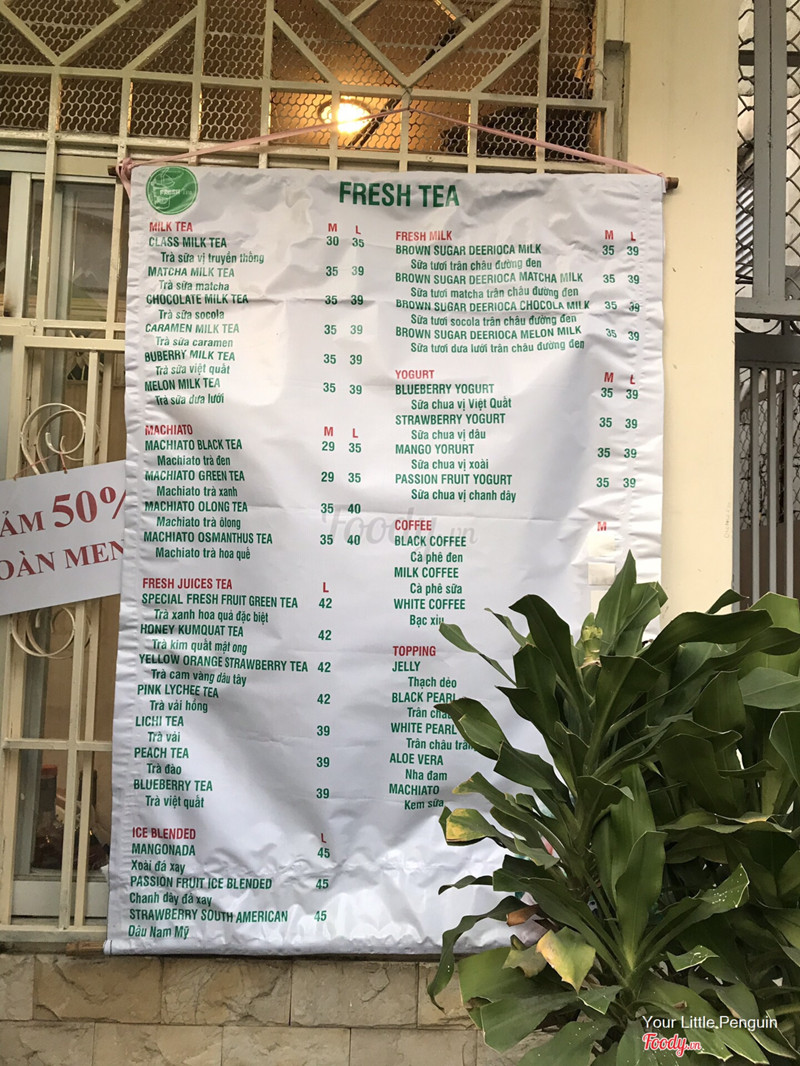 FRESH TEA
FRESH TEA
MILK TEA M L
CLASS MILK TEA 30 35
Trà sữa vị truyền thống
MATCHA MILK TEA 35 39
Trà sữa matcha
CHOCOLATE MILK TEA 35 39
Trà sữa socola
CARAMEN MILK TEA 35 39
Trà sữa caramen
BUBERRY MILK TEA 35 39
Trà sữa việt quất
MELON MILK TEA 35 39
Trà sữa dưa lưới
MACHIATO M L
MACHIATO BLACK TEA 29 35
Machiato trà đen
MACHIATO GREEN TEA 29 35
Machiato trà xanh
MACHIATO OLONG TEA 35 40
Machiato trà ôlong
MACHIATO OSMANTHUS TEA 35 40
Machiato trà hoa quế
FRESH JUICES TEA L
SPECIAL FRESH FRUIT GREEN TEA 42
Trà xanh hoa quả đặc biệt
HONEY KUMQUAT TEA 42
Trà kim quất mật ong
YELLOW ORANGE STRAWBERRY TEA 42
Trà cam vàng dâu tây
PINK LYCHEE TEA 42
Trà vải hồng
LICHI TEA 39
Trà vải
PEACH TEA 39
Trà đào
BLUEBERRY TEA 39
Trà việt quất
ICE BLENDED L
MANGONADA 45
Xoài đá xay
PASSION FRUIT ICE BLENDED 45
Chanh dây đá xay
STRAWBERRY SOUTH AMERICAN 45
Dâu Nam Mỹ
FRESH MILK M L
BROWN SUGAR DEERIOCA MILK 35 39
Sữa tươi trân châu đường đen
BROWN SUGAR DEERIOCA MATCHA MILK 35 39
Sữa tươi matcha trân châu đường đen
BROWN SUGAR DEERIOCA CHOCOLA MILK 35 39
Sữa tươi socola trân châu đường đen
BROWN SUGAR DEERIOCA MELON MILK 35 39
Sữa tươi dưa lưới trân châu đường đen
YOGURT M L
BLUEBERRY YOGURT 35 39
Sữa chua vị Việt Quất
STRAWBERRY YOGURT 35 39
Sữa chua vị dâu
MANGO YORURT 35 39
Sữa chua vị xoài
PASSION FRUIT YOGURT 35 39
Sữa chua vị chanh dây
COFFEE M
BLACK COFFEE
Cà phê đen
MILK COFFEE
Cà phê sữa
WHITE COFFEE
Bạc xỉu
TOPPING
JELLY
Thạch dẻo
BLACK PEARL
Trân châu
WHITE PEARL
Trân châu
ALOE VERA
Nha đam
MACHIATO
Kem sữa
ẢM 50%
OÀN MEN
Foody.vn
Your Little Penguin
Foody.vn